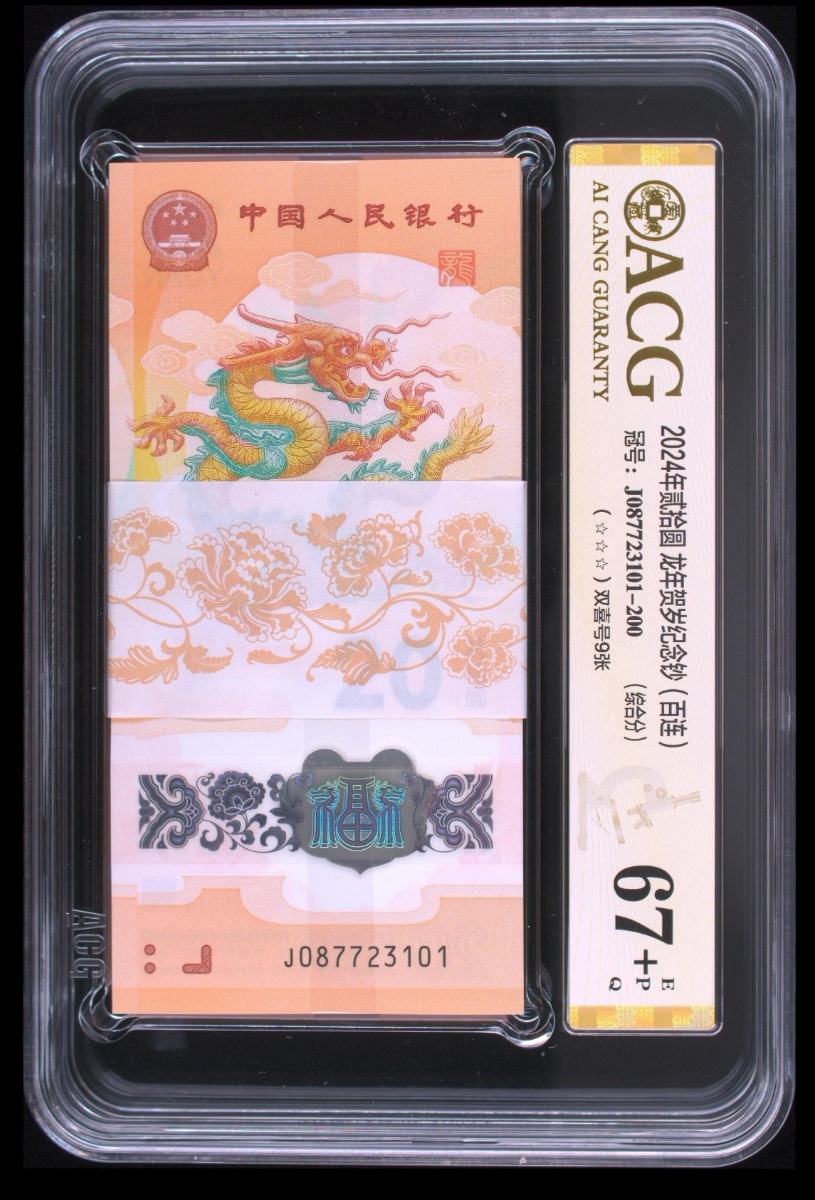 中国人民银行
龍
201
J087723101
ACG
AI CANG GUARANTY
2024年贰拾圆 龙年贺岁纪念钞（百连）
冠号：J087723101-200 （综合分）
（☆☆☆）双喜号9张
67+
E
P
Q
ACG